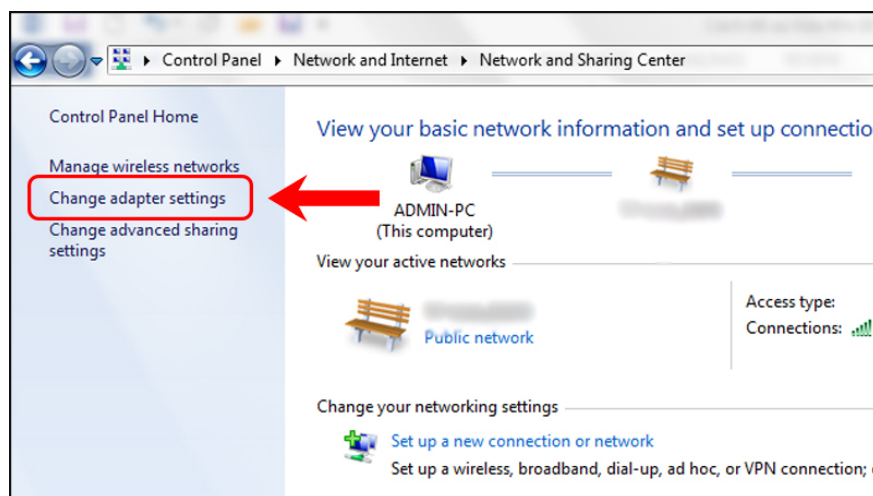 Control Panel ▸ Network and Internet ▸ Network and Sharing Center
Control Panel Home
Manage wireless networks
Change adapter settings
Change advanced sharing
settings
View your basic network information and set up connectio
ADMIN-PC
(This computer)
View your active networks
Public network
Access type:
Connections:
Change your networking settings
Set up a new connection or network
Set up a wireless, broadband, dial-up, ad hoc, or VPN connection;